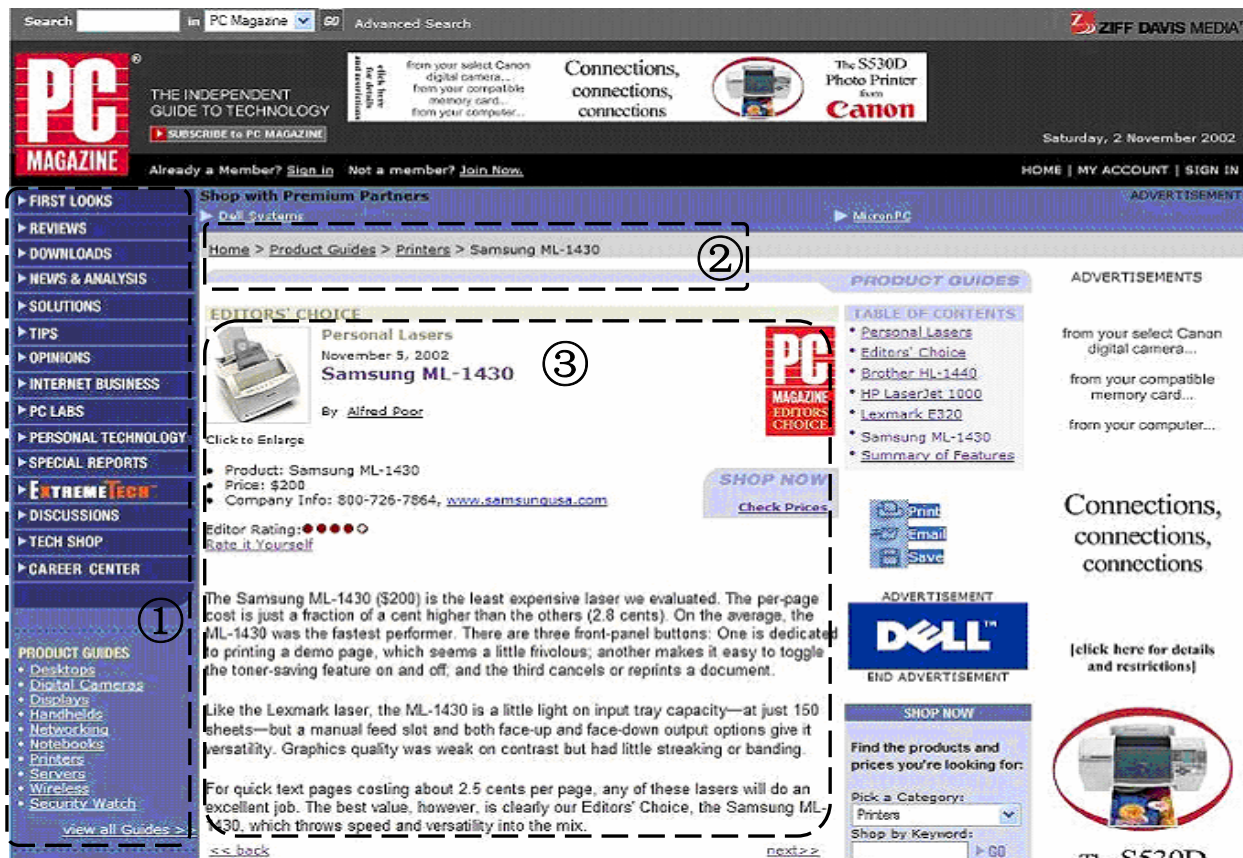 Search in PC Magazine GO Advanced Search
ZIFF DAVIS MEDIA
PC
MAGAZINE
®
THE INDEPENDENT
GUIDE TO TECHNOLOGY
SUBSCRIBE to PC MAGAZINE
click here
for details
and restrictions
from your select Canon
digital camera...
from your compatible
memory card...
from your computer...
Connections,
connections,
connections
The S530D
Photo Printer
from
Canon
Saturday, 2 November 2002
Already a Member? Sign in Not a member? Join Now.
HOME | MY ACCOUNT | SIGN IN
FIRST LOOKS
REVIEWS
DOWNLOADS
NEWS & ANALYSIS
SOLUTIONS
TIPS
OPINIONS
INTERNET BUSINESS
PC LABS
PERSONAL TECHNOLOGY
SPECIAL REPORTS
EXTREMETECH
DISCUSSIONS
TECH SHOP
CAREER CENTER
①
PRODUCT GUIDES
• Desktops
• Digital Cameras
• Displays
• Handhelds
• Networking
• Notebooks
• Printers
• Servers
• Wireless
• Security Watch
view all Guides >>
Shop with Premium Partners
ADVERTISEMENT
Dell Systems
MicronPC
Home > Product Guides > Printers > Samsung ML-1430
②
PRODUCT GUIDES
EDITORS' CHOICE
Personal Lasers
November 5, 2002
③
Samsung ML-1430
By Alfred Poor
Click to Enlarge
PC
MAGAZINE
EDITORS
CHOICE
• Product: Samsung ML-1430
• Price: $200
• Company Info: 800-726-7864, www.samsungusa.com
SHOP NOW
Check Prices
Editor Rating:
Rate it Yourself
The Samsung ML-1430 ($200) is the least expensive laser we evaluated. The per-page
cost is just a fraction of a cent higher than the others (2.8 cents). On the average, the
ML-1430 was the fastest performer. There are three front-panel buttons: One is dedicated
to printing a demo page, which seems a little frivolous; another makes it easy to toggle
the toner-saving feature on and off; and the third cancels or reprints a document.
Like the Lexmark laser, the ML-1430 is a little light on input tray capacity—at just 150
sheets—but a manual feed slot and both face-up and face-down output options give it
versatility. Graphics quality was weak on contrast but had little streaking or banding.
For quick text pages costing about 2.5 cents per page, any of these lasers will do an
excellent job. The best value, however, is clearly our Editors' Choice, the Samsung ML-
1430, which throws speed and versatility into the mix.
<< back
next>>
TABLE OF CONTENTS
• Personal Lasers
• Editors' Choice
• Brother HL-1440
• HP LaserJet 1000
• Lexmark E320
• Samsung ML-1430
• Summary of Features
Print
Email
Save
ADVERTISEMENT
DELL™
END ADVERTISEMENT
SHOP NOW
Find the products and
prices you're looking for:
Pick a Category:
Printers
Shop by Keyword:
GO
ADVERTISEMENTS
from your select Canon
digital camera...
from your compatible
memory card...
from your computer...
Connections,
connections,
connections
[click here for details
and restrictions]
The S530D